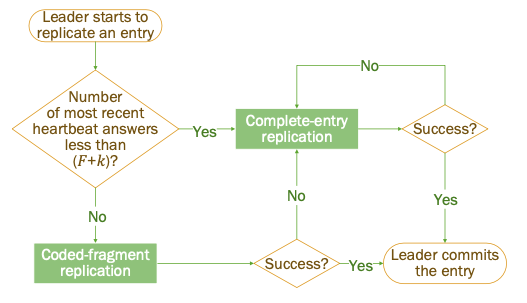 Leader starts to
replicate an entry
Number
of most recent
heartbeat answers
less than
(F+k)?
Yes
Complete-entry
replication
No
Success?
Yes
No
Coded-fragment
replication
No
Success?
Yes
Leader commits
the entry